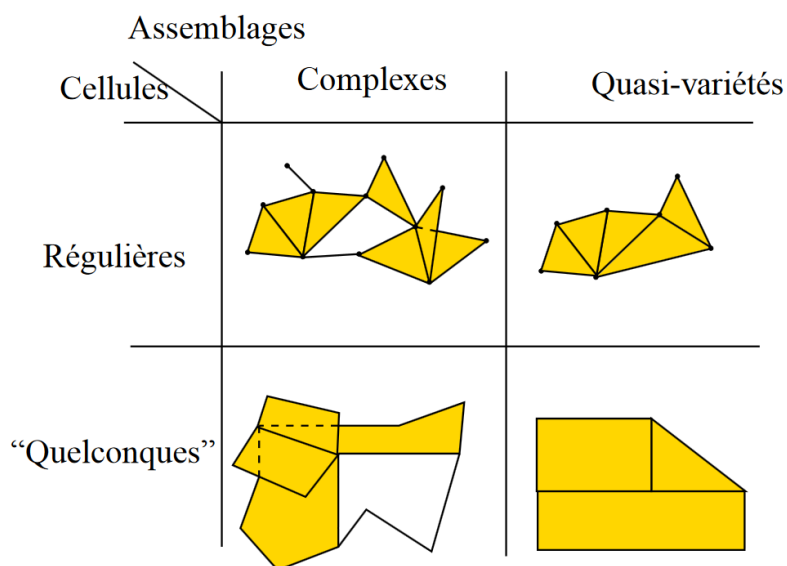 Assemblages
Cellules
Complexes
Quasi-variétés
Régulières
“Quelconques”